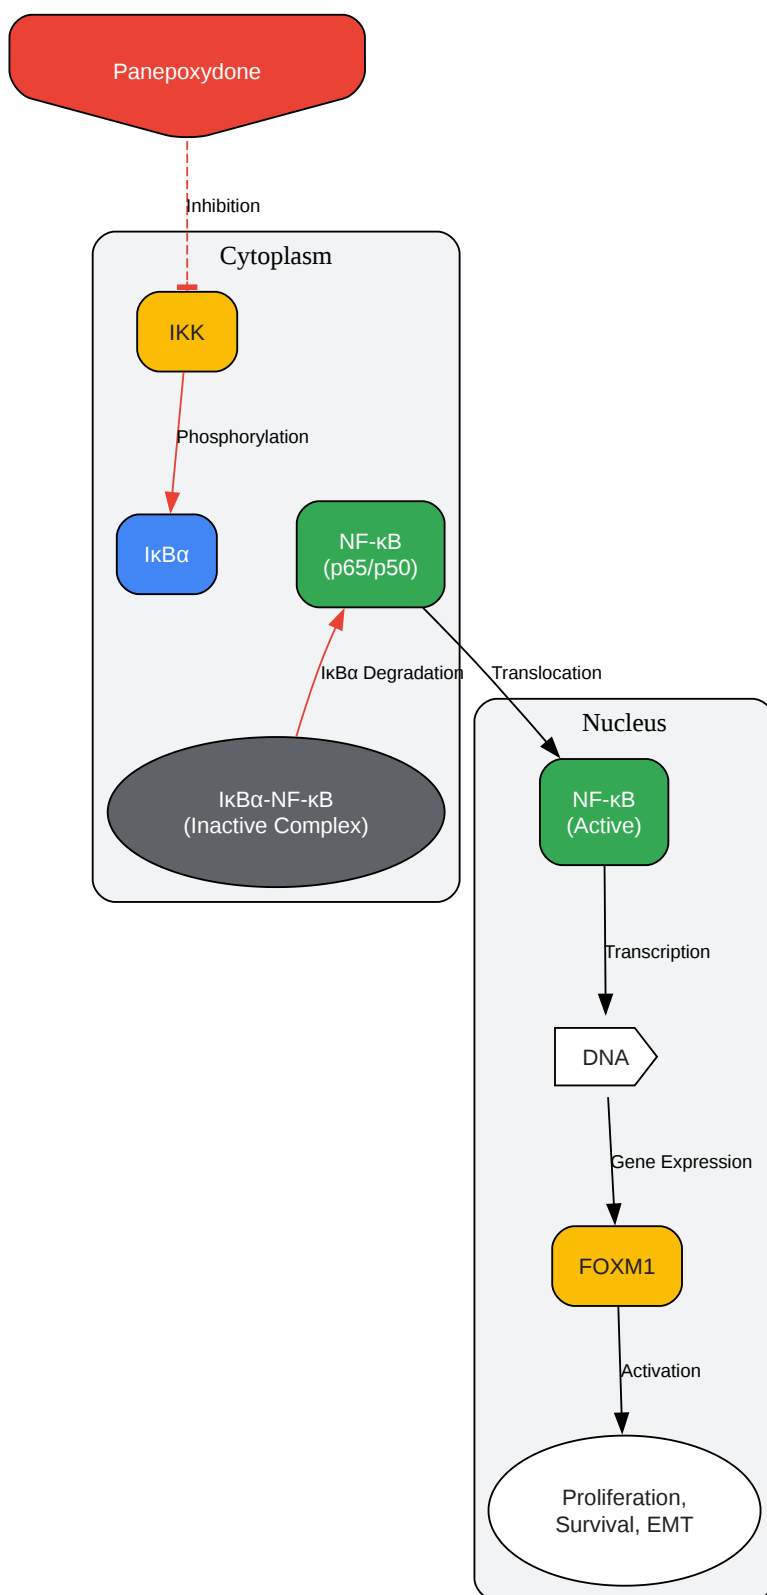 Panepoxydone
Inhibition
Cytoplasm
IKK
Phosphorylation
IκBα
NF-κB
(p65/p50)
IκBα Degradation
Translocation
Nucleus
IκBα-NF-κB
(Inactive Complex)
NF-κB
(Active)
Transcription
DNA
Gene Expression
FOXM1
Activation
Proliferation,
Survival, EMT